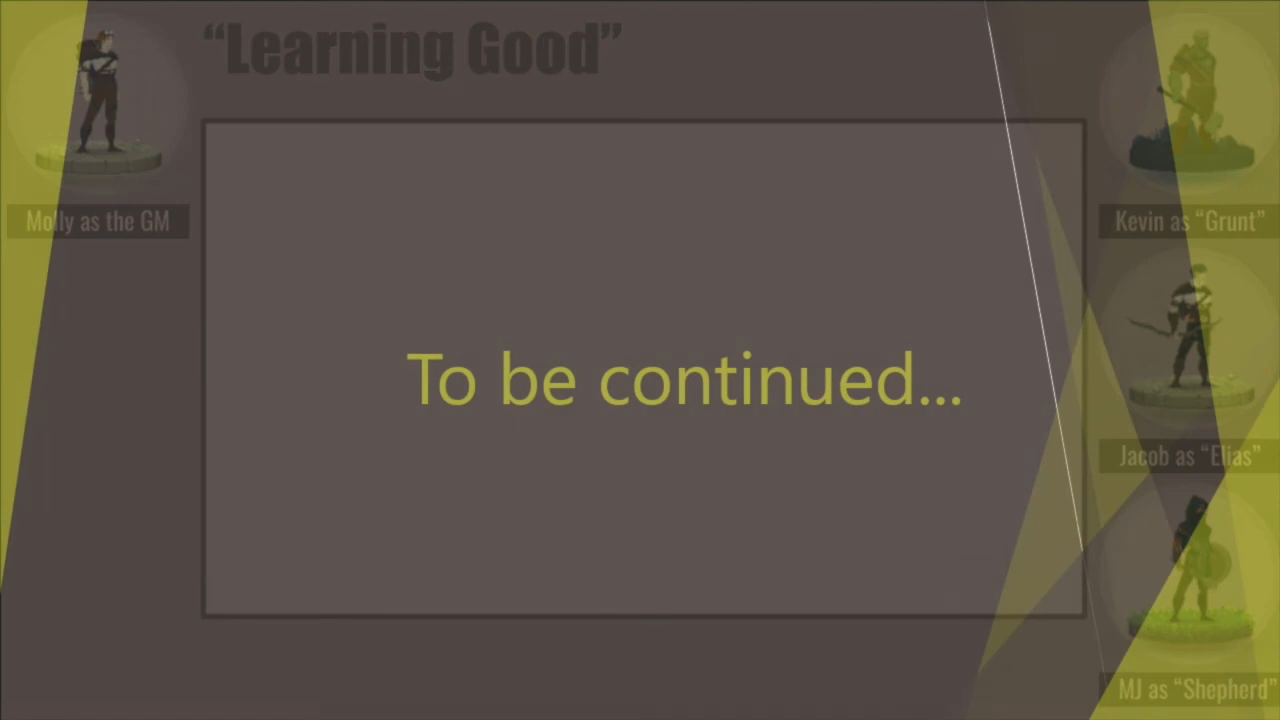 “Learning Good”
Molly as the GM
Kevin as “Grunt”
To be continued...
Jacob as “Elias”
MJ as “Shepherd”